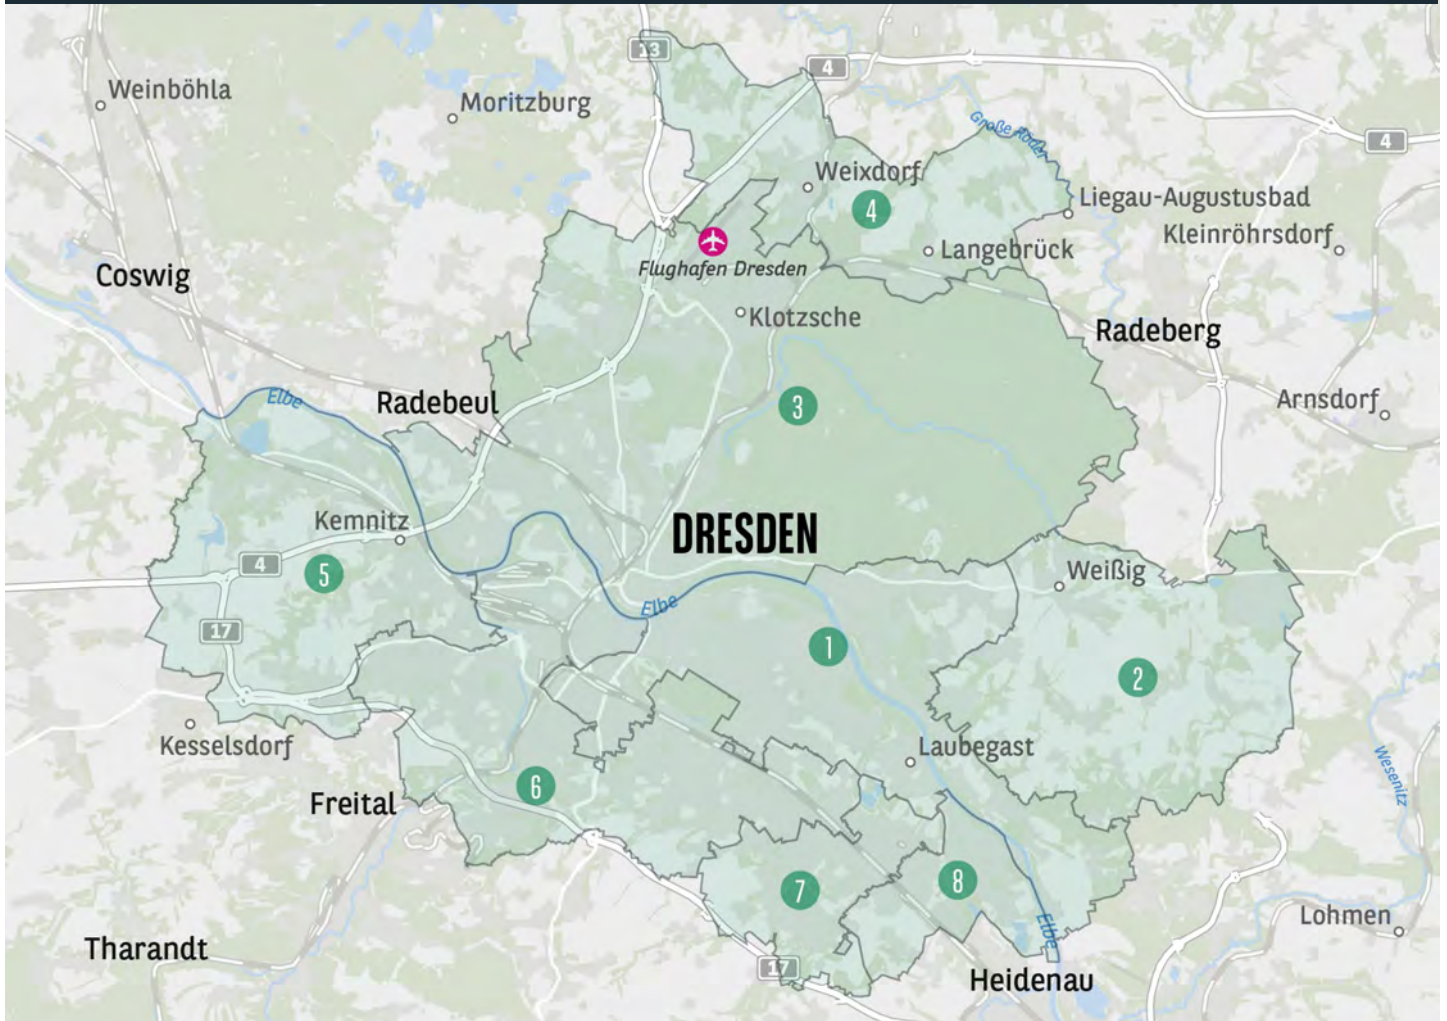 13
4
Weinböhla
Moritzburg
Große Röder
4
Weixdorf
4
Liegau-Augustusbad
Kleinröhrsdorf
Langebrück
Flughafen Dresden
Coswig
Klotzsche
Radeberg
Elbe
Radebeul
3
Arnsdorf
Kemnitz
DRESDEN
4
5
Weißig
Elbe
17
1
2
Kesselsdorf
Laubegast
Wesenitz
6
Freital
7
8
Lohmen
Elbe
Tharandt
17
Heidenau